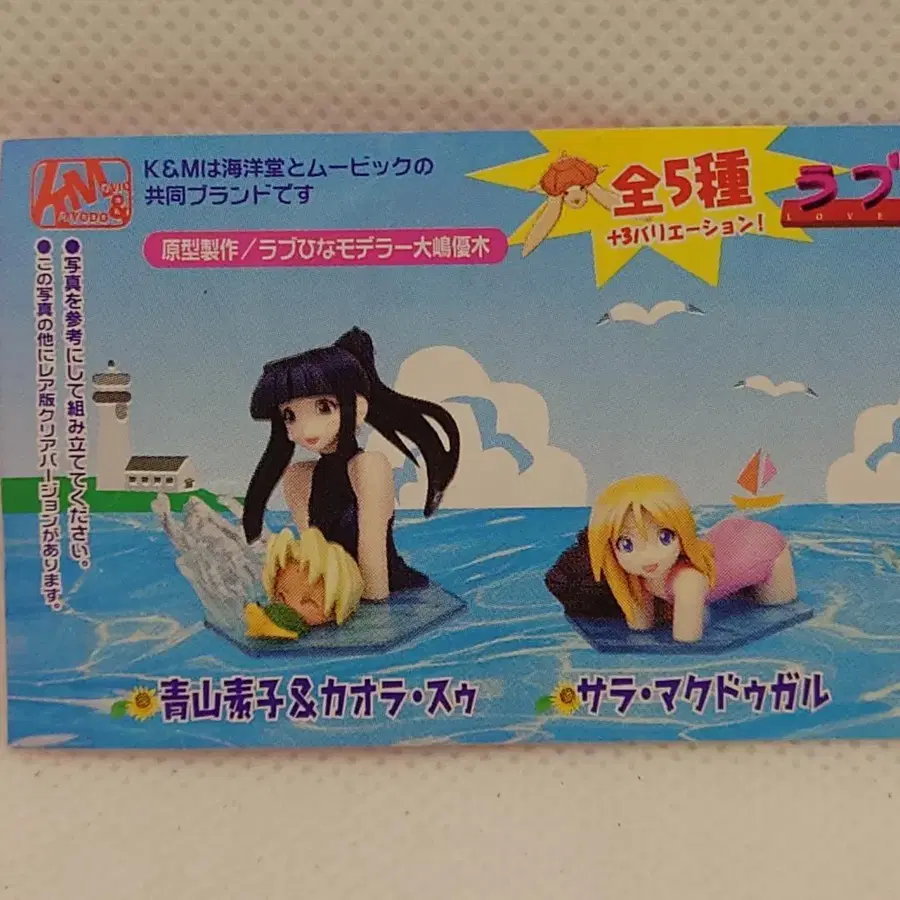 K&M
K&Mは海洋堂とムービックの
共同ブランドです
原型製作/ラブひなモデラー大嶋優木
全5種
+3バリエーション!
ラブ
LOVE
●写真を参考にして組み立ててください。
●この写真の他にレア版クリアバージョンがあります。
青山素子&カオラ・スゥ
サラ・マクドゥガル